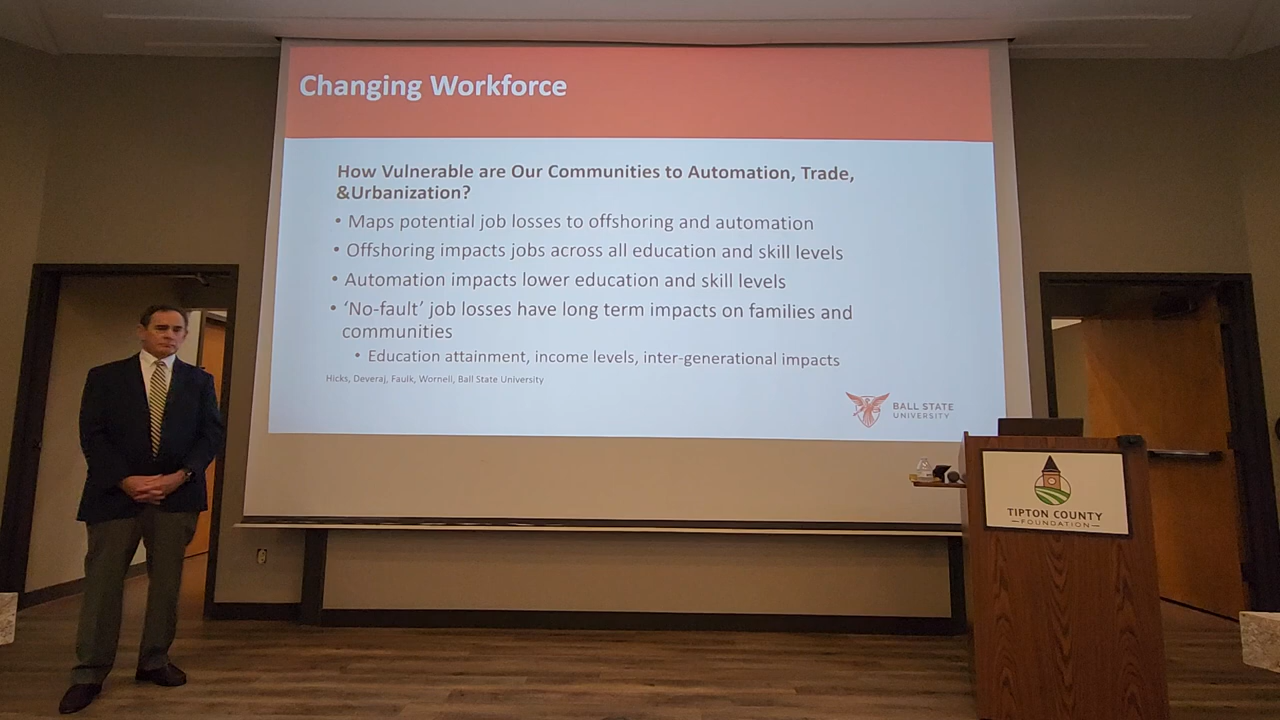 Changing Workforce
How Vulnerable are Our Communities to Automation, Trade,
&Urbanization?
• Maps potential job losses to offshoring and automation
• Offshoring impacts jobs across all education and skill levels
• Automation impacts lower education and skill levels
• ‘No-fault’ job losses have long term impacts on families and
communities
• Education attainment, income levels, inter-generational impacts
Hicks, Deveraj, Faulk, Wornell, Ball State University
BALL STATE
UNIVERSITY
TIPTON COUNTY
FOUNDATION